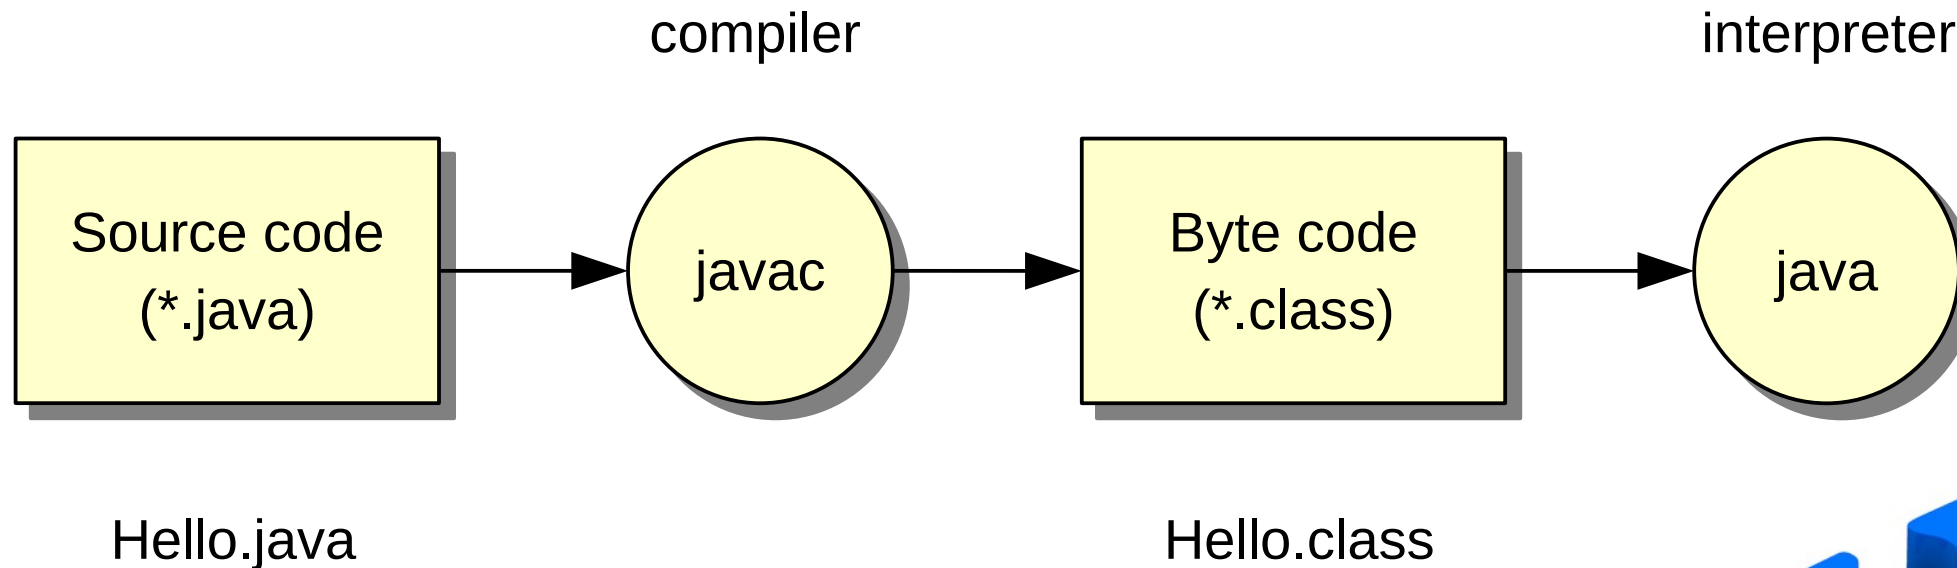 compiler
interpreter
Source code
(*.java)
javac
Byte code
(*.class)
java
Hello.java
Hello.class